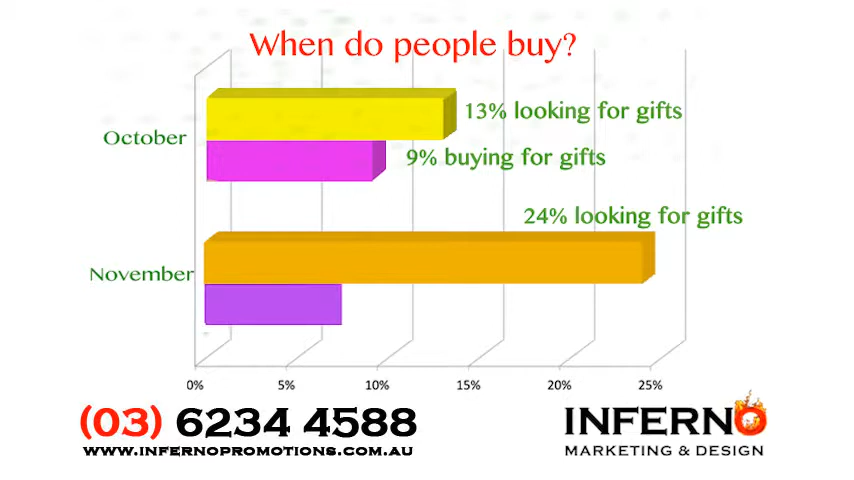 When do people buy?
October
13% looking for gifts
9% buying for gifts
24% looking for gifts
November
0% 5% 10% 15% 20% 25%
(03) 6234 4588
WWW.INFERNOPROMOTIONS.COM.AU
INFERNO
MARKETING & DESIGN